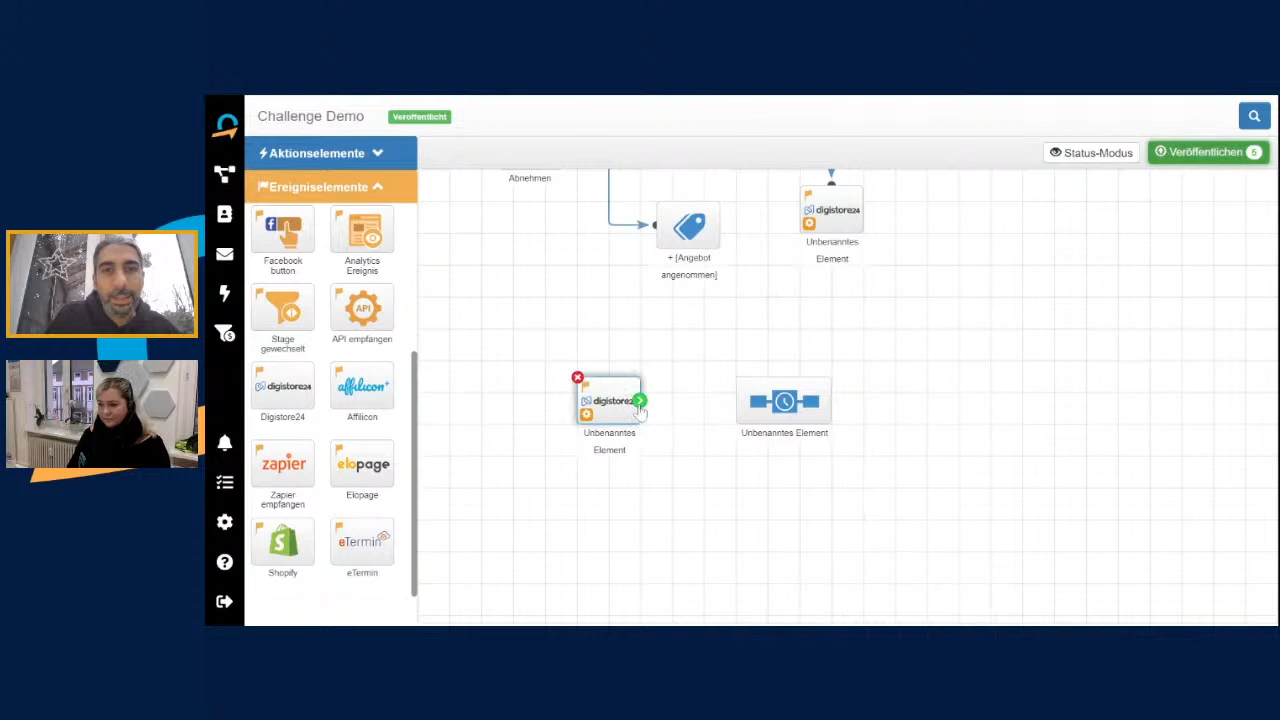 Challenge Demo
Veröffentlicht
Aktionselemente
Status-Modus
Veröffentlichen 5
Ereigniselemente
Abnehmen
digistore24
Unbenanntes
Element
+ [Angebot
angenommen]
Facebook
button
Analytics
Ereignis
API
Stage
gewechselt
API empfangen
digistore24
Digistore24
affilicon
Affilicon
digistore24
Unbenanntes
Element
Unbenanntes Element
zapier
Zapier
empfangen
elopage
Elopage
Shopify
eTermin
eTermin